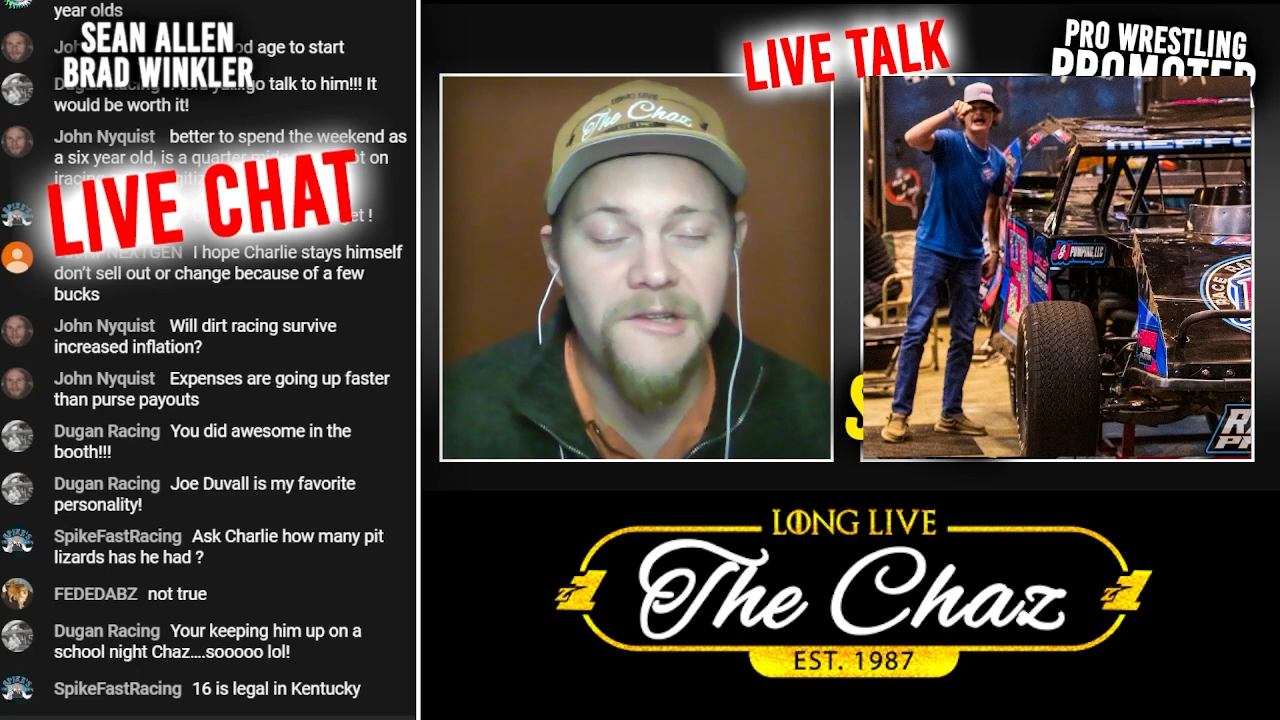 year olds
SEAN ALLEN
BRAD WINKLER
age to start
go talk to him!!! It
would be worth it!
John Nyquist better to spend the weekend as
a six year old, is a quarter
on
LIVE CHAT
NEXTGEN I hope Charlie stays himself
don't sell out or change because of a few
bucks
John Nyquist Will dirt racing survive
increased inflation?
John Nyquist Expenses are going up faster
than purse payouts
Dugan Racing You did awesome in the
booth!!!
Dugan Racing Joe Duvall is my favorite
personality!
SpikeFastRacing Ask Charlie how many pit
lizards has he had ?
FEDEDABZ not true
Dugan Racing Your keeping him up on a
school night Chaz....sooooo lol!
SpikeFastRacing 16 is legal in Kentucky
LIVE TALK
PRO WRESTLING
PROMOTER
The Chaz
PUMPING, LLC
LONG LIVE
The Chaz
EST. 1987